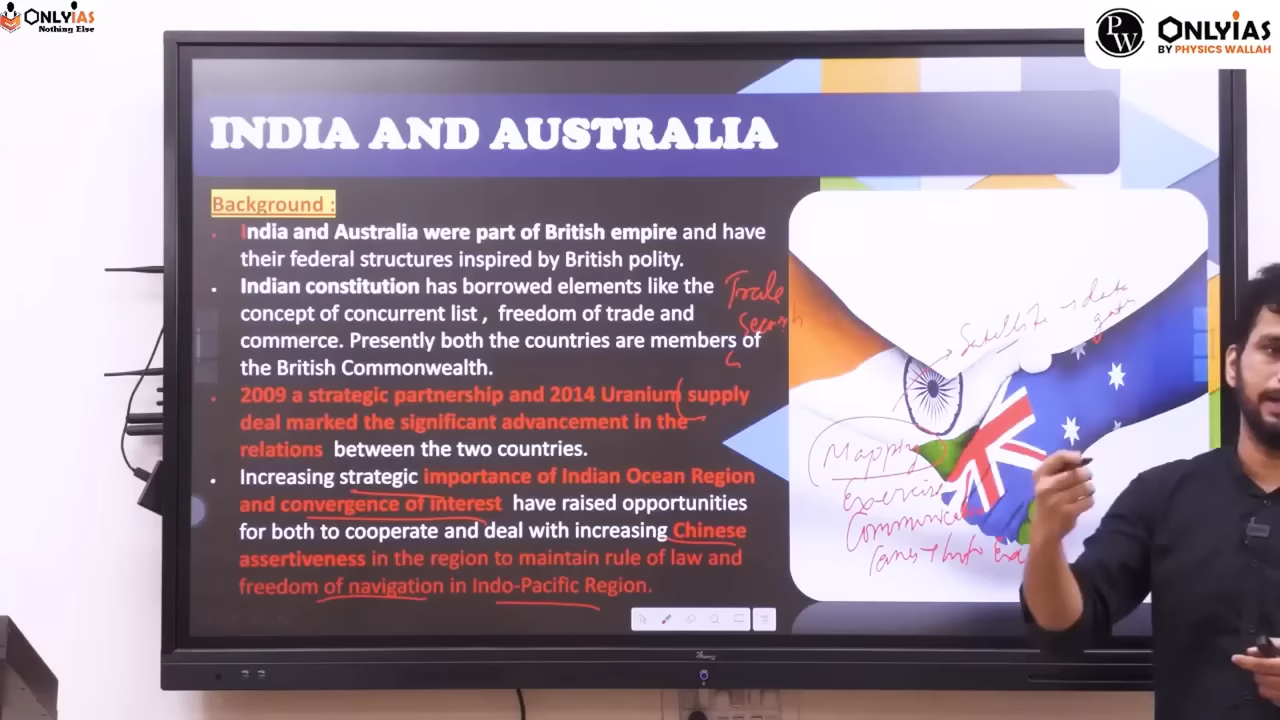 ONLYIAS
Nothing Else
PW
ONLYIAS
BY PHYSICS WALLAH
INDIA AND AUSTRALIA
Background :
India and Australia were part of British empire and have
their federal structures inspired by British polity.
Indian constitution has borrowed elements like the
concept of concurrent list , freedom of trade and
commerce. Presently both the countries are members of
the British Commonwealth.
2009 a strategic partnership and 2014 Uranium supply
deal marked the significant advancement in the
relations between the two countries.
Increasing strategic importance of Indian Ocean Region
and convergence of interest have raised opportunities
for both to cooperate and deal with increasing Chinese
assertiveness in the region to maintain rule of law and
freedom of navigation in Indo-Pacific Region.
Trade
Satellite → data
Mapping
Exercise